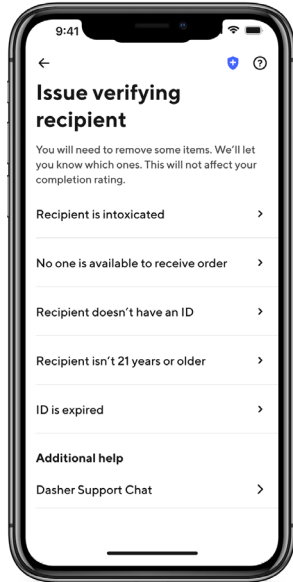 9:41
Issue verifying
recipient
You will need to remove some items. We'll let
you know which ones. This will not affect your
completion rating.
Recipient is intoxicated
No one is available to receive order
Recipient doesn't have an ID
Recipient isn't 21 years or older
ID is expired
Additional help
Dasher Support Chat